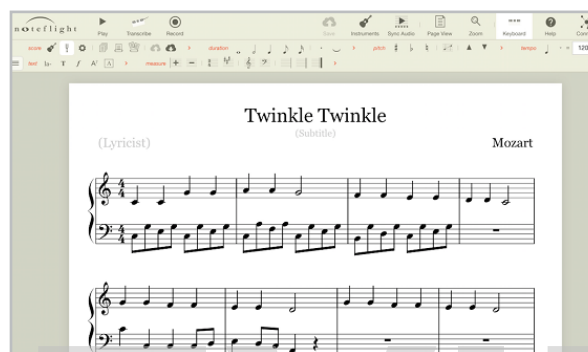 noteflight
Play Transcribe Record Save Instruments Sync Audio Page View Zoom Keyboard Help
score duration pitch tempo 120
text measure
Twinkle Twinkle
(Subtitle)
(Lyricist) Mozart